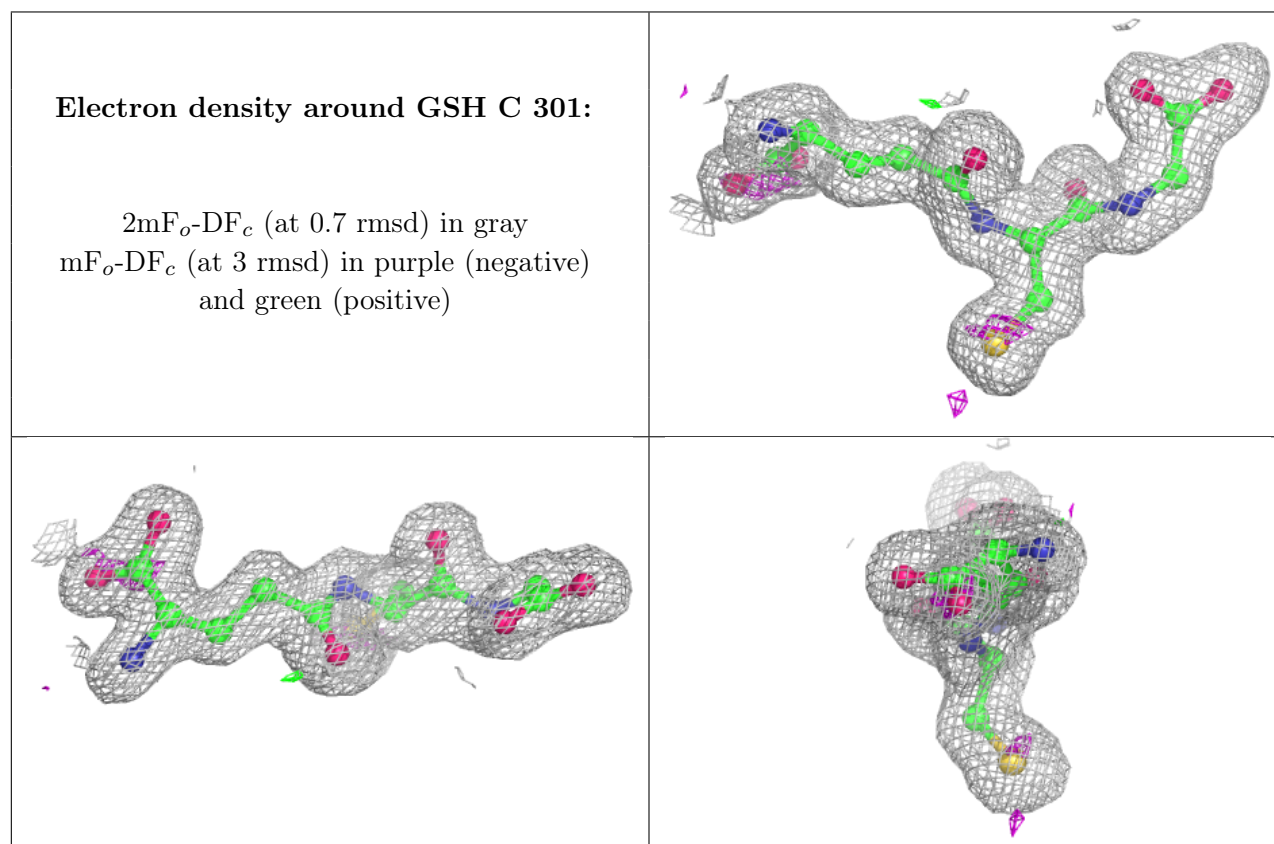 Electron density around GSH C 301:
2mFo-DFc (at 0.7 rmsd) in gray
mFo-DFc (at 3 rmsd) in purple (negative)
and green (positive)